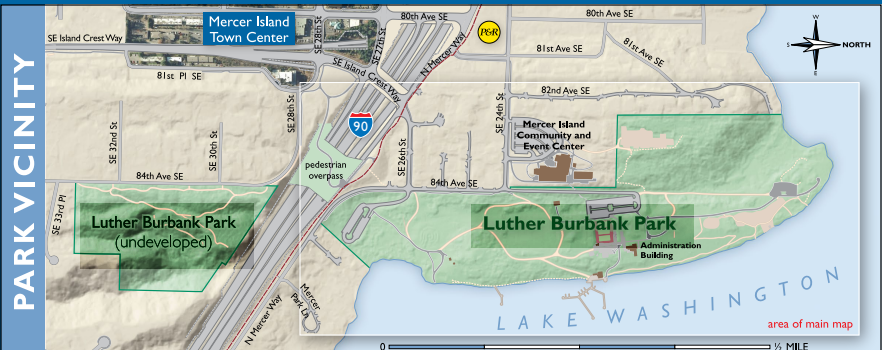 PARK VICINITY
Mercer Island
Town Center
SE 28th St
SE 27th St
80th Ave SE
P&R
80th Ave SE
81st Ave SE
81st Ave SE
W
S
NORTH
E
SE Island Crest Way
81st Pl SE
SE Island Crest Way
N Mercer Way
82nd Ave SE
SE 28th St
90
SE 24th St
Mercer Island
Community and
Event Center
SE 32nd St
SE 30th St
SE 26th St
pedestrian
overpass
84th Ave SE
84th Ave SE
SE 33rd Pl
Luther Burbank Park
(undeveloped)
Luther Burbank Park
Administration
Building
Mercer
Park Ln
N Mercer Way
LAKE WASHINGTON
area of main map
0
½ MILE